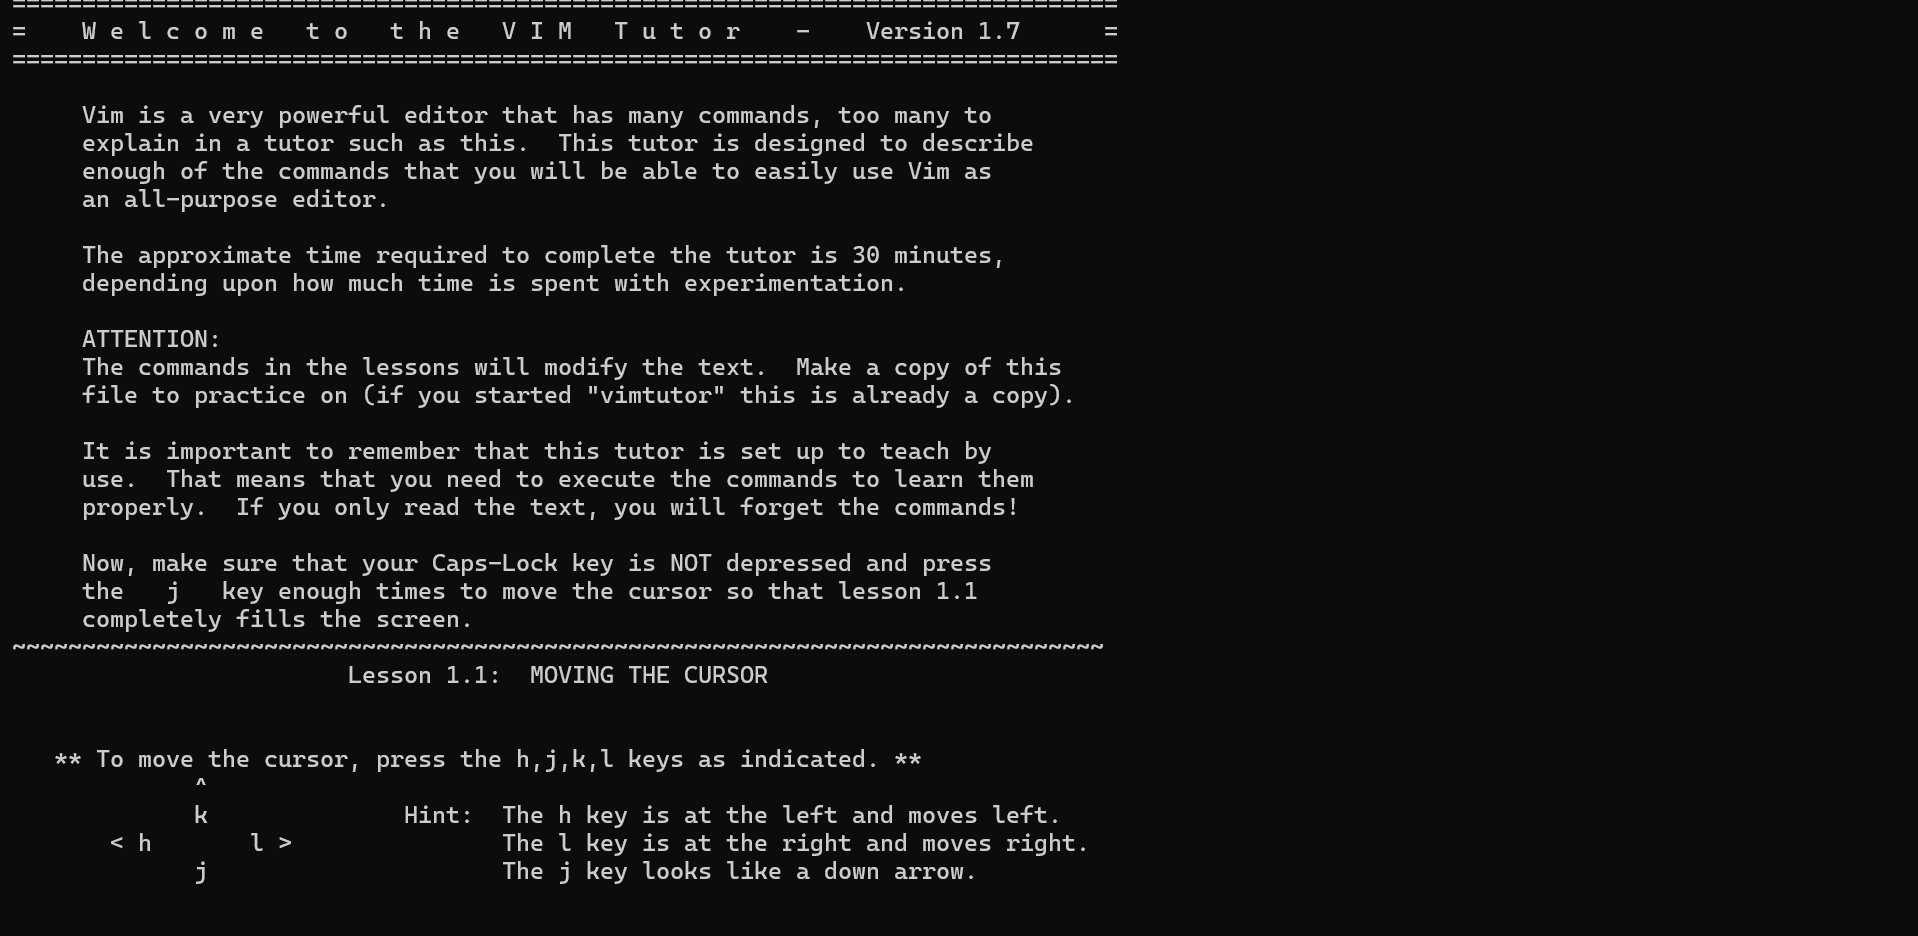 ===============================================================================
=    W e l c o m e   t o   t h e   V I M   T u t o r    -    Version 1.7      =
===============================================================================

     Vim is a very powerful editor that has many commands, too many to
     explain in a tutor such as this.  This tutor is designed to describe
     enough of the commands that you will be able to easily use Vim as
     an all-purpose editor.

     The approximate time required to complete the tutor is 30 minutes,
     depending upon how much time is spent with experimentation.

     ATTENTION:
     The commands in the lessons will modify the text.  Make a copy of this
     file to practice on (if you started "vimtutor" this is already a copy).

     It is important to remember that this tutor is set up to teach by
     use.  That means that you need to execute the commands to learn them
     properly.  If you only read the text, you will forget the commands!

     Now, make sure that your Caps-Lock key is NOT depressed and press
     the   j   key enough times to move the cursor so that lesson 1.1
     completely fills the screen.
~~~~~~~~~~~~~~~~~~~~~~~~~~~~~~~~~~~~~~~~~~~~~~~~~~~~~~~~~~~~~~~~~~~~~~~~~~~~~~
                        Lesson 1.1:  MOVING THE CURSOR


   ** To move the cursor, press the h,j,k,l keys as indicated. **
             ^
             k              Hint:  The h key is at the left and moves left.
       < h       l >               The l key is at the right and moves right.
             j                     The j key looks like a down arrow.